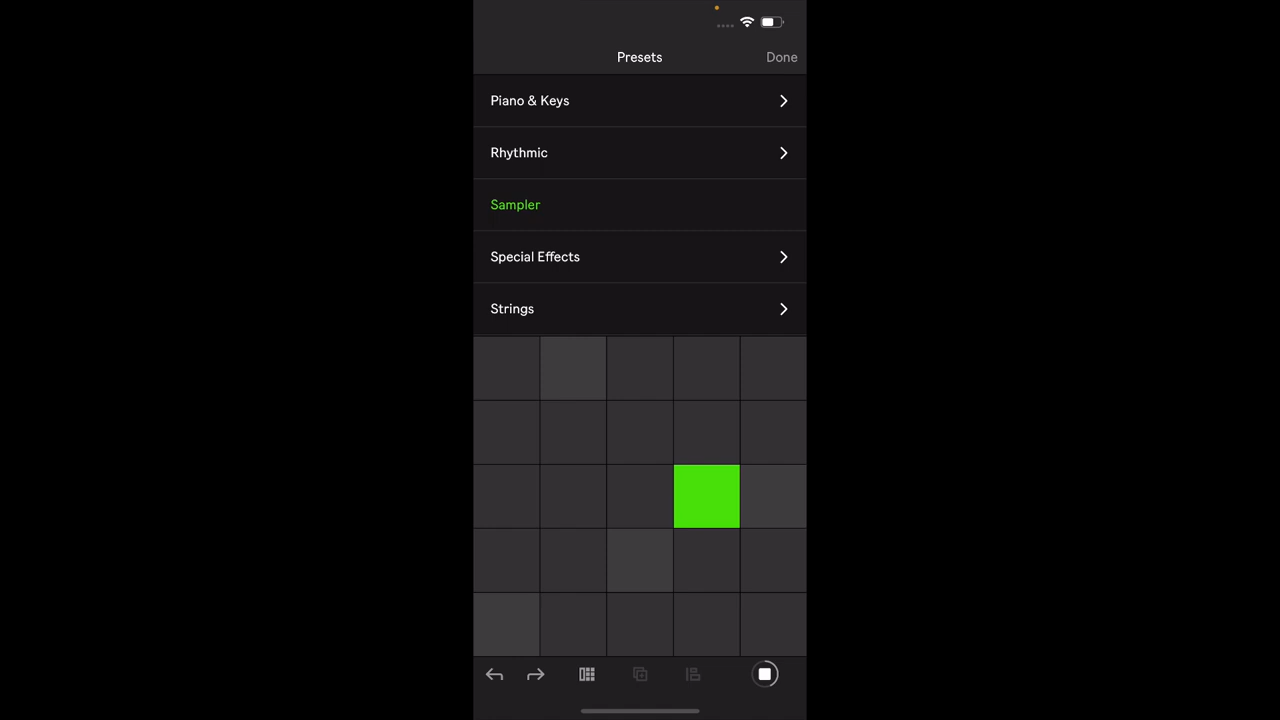 Presets
Done
Piano & Keys
Rhythmic
Sampler
Special Effects
Strings